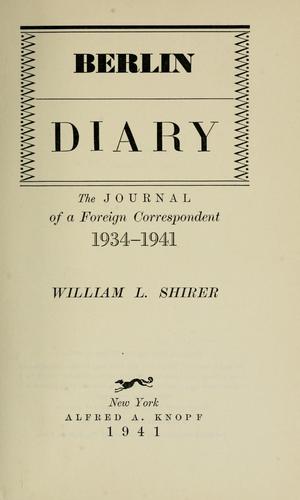 BERLIN
DIARY
The JOURNAL
of a Foreign Correspondent
1934–1941
WILLIAM L. SHIRER
New York
ALFRED A. KNOPF
1941